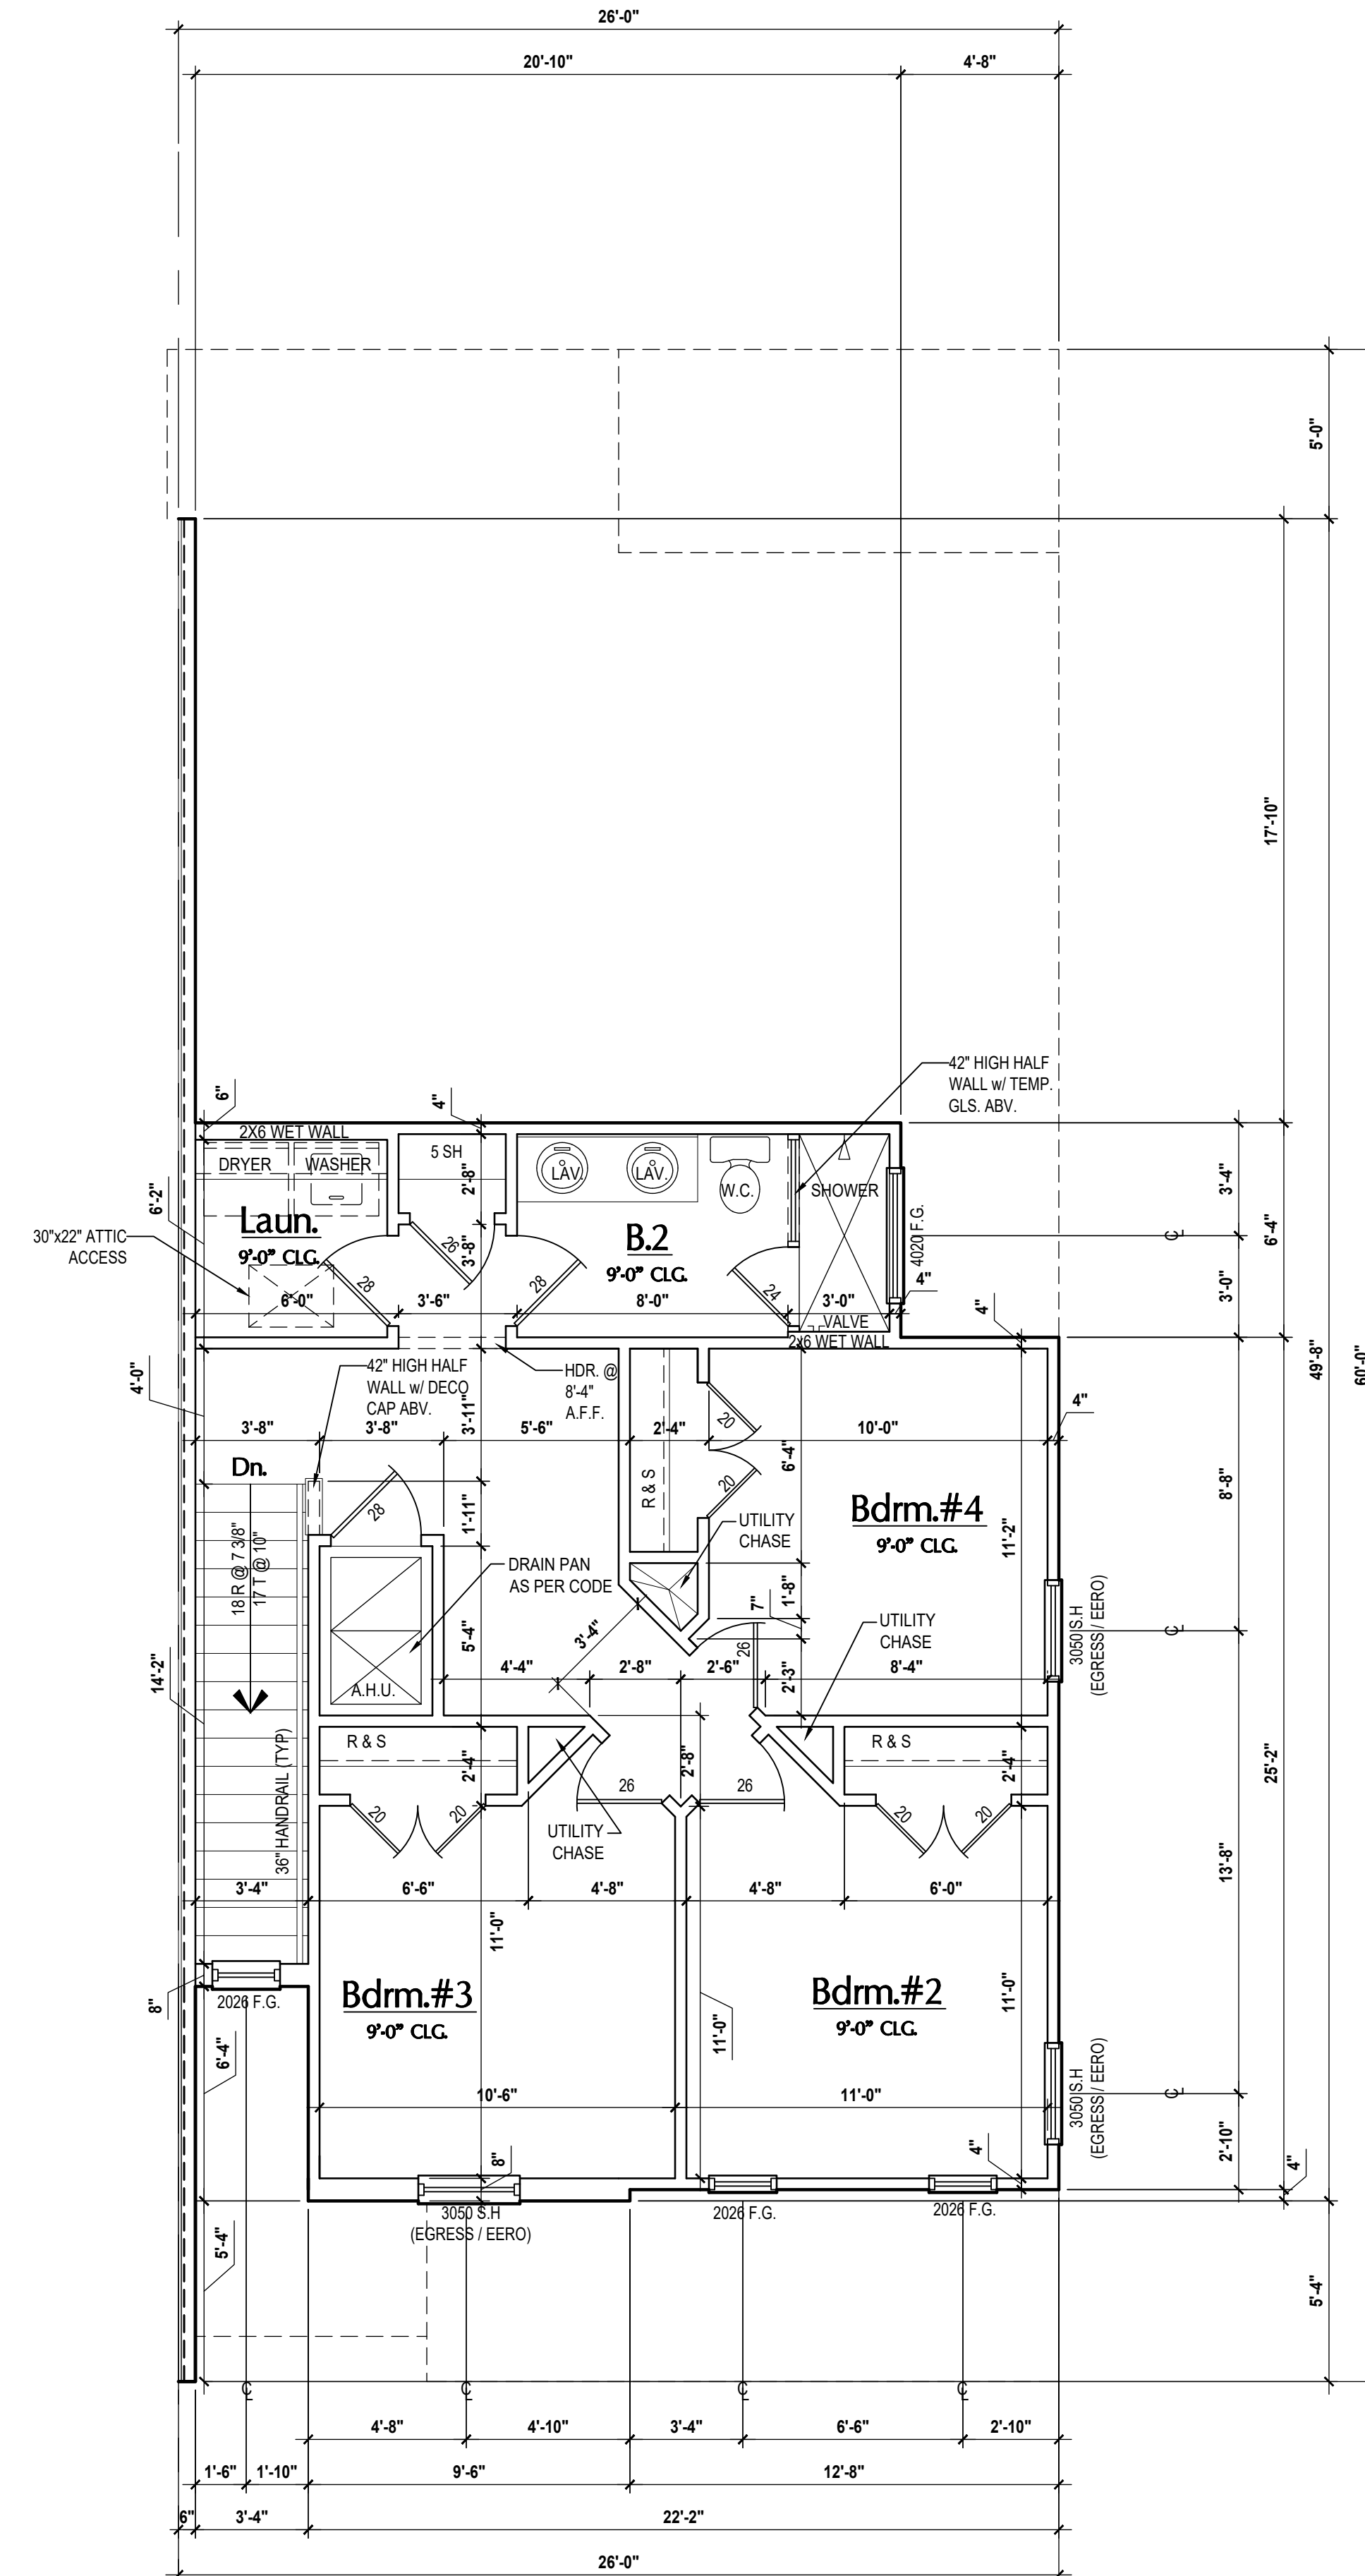 26'-0"
20'-10"
4'-8"
5'-0"
17'-10"
42" HIGH HALF
WALL w/ TEMP.
GLS. ABV.
6"
4"
2X6 WET WALL
DRYER
WASHER
5 SH
2'-8"
LAV.
LAV.
W.C.
SHOWER
3'-4"
6'-2"
Laun.
9'-0" CLG.
30"x22" ATTIC
ACCESS
26
3'-8"
B.2
9'-0" CLG.
4020 F.G.
6'-4"
28
28
24
4"
3'-0"
6'-0"
3'-6"
8'-0"
3'-0"
VALVE
2x6 WET WALL
4"
4'-0"
42" HIGH HALF
WALL w/ DECO
CAP ABV.
HDR. @
8'-4"
A.F.F.
49'-8"
60'-0"
3'-8"
3'-8"
3'-11"
5'-6"
2'-4"
20
10'-0"
4"
Dn.
6'-4"
R & S
20
8'-8"
28
1'-11"
Bdrm.#4
9'-0" CLG.
11'-2"
18 R @ 7 3/8"
17 T @ 10"
UTILITY
CHASE
DRAIN PAN
AS PER CODE
1'-8"
7"
UTILITY
CHASE
3050 S.H
(EGRESS / EERO)
5'-4"
3'-4"
26
14'-2"
4'-4"
2'-8"
2'-6"
2'-3"
8'-4"
A.H.U.
R & S
2'-4"
2'-8"
R & S
2'-4"
25'-2"
26
26
20
20
20
20
UTILITY
CHASE
36" HANDRAIL (TYP)
13'-8"
3'-4"
6'-6"
4'-8"
4'-8"
6'-0"
11'-0"
8"
2026 F.G.
Bdrm.#3
9'-0" CLG.
Bdrm.#2
9'-0" CLG.
11'-0"
11'-0"
6'-4"
3050 S.H
(EGRESS / EERO)
10'-6"
11'-0"
2'-10"
8"
4"
4"
3050 S.H
(EGRESS / EERO)
2026 F.G.
2026 F.G.
5'-4"
5'-4"
4'-8"
4'-10"
3'-4"
6'-6"
2'-10"
1'-6"
1'-10"
9'-6"
12'-8"
6"
3'-4"
22'-2"
26'-0"